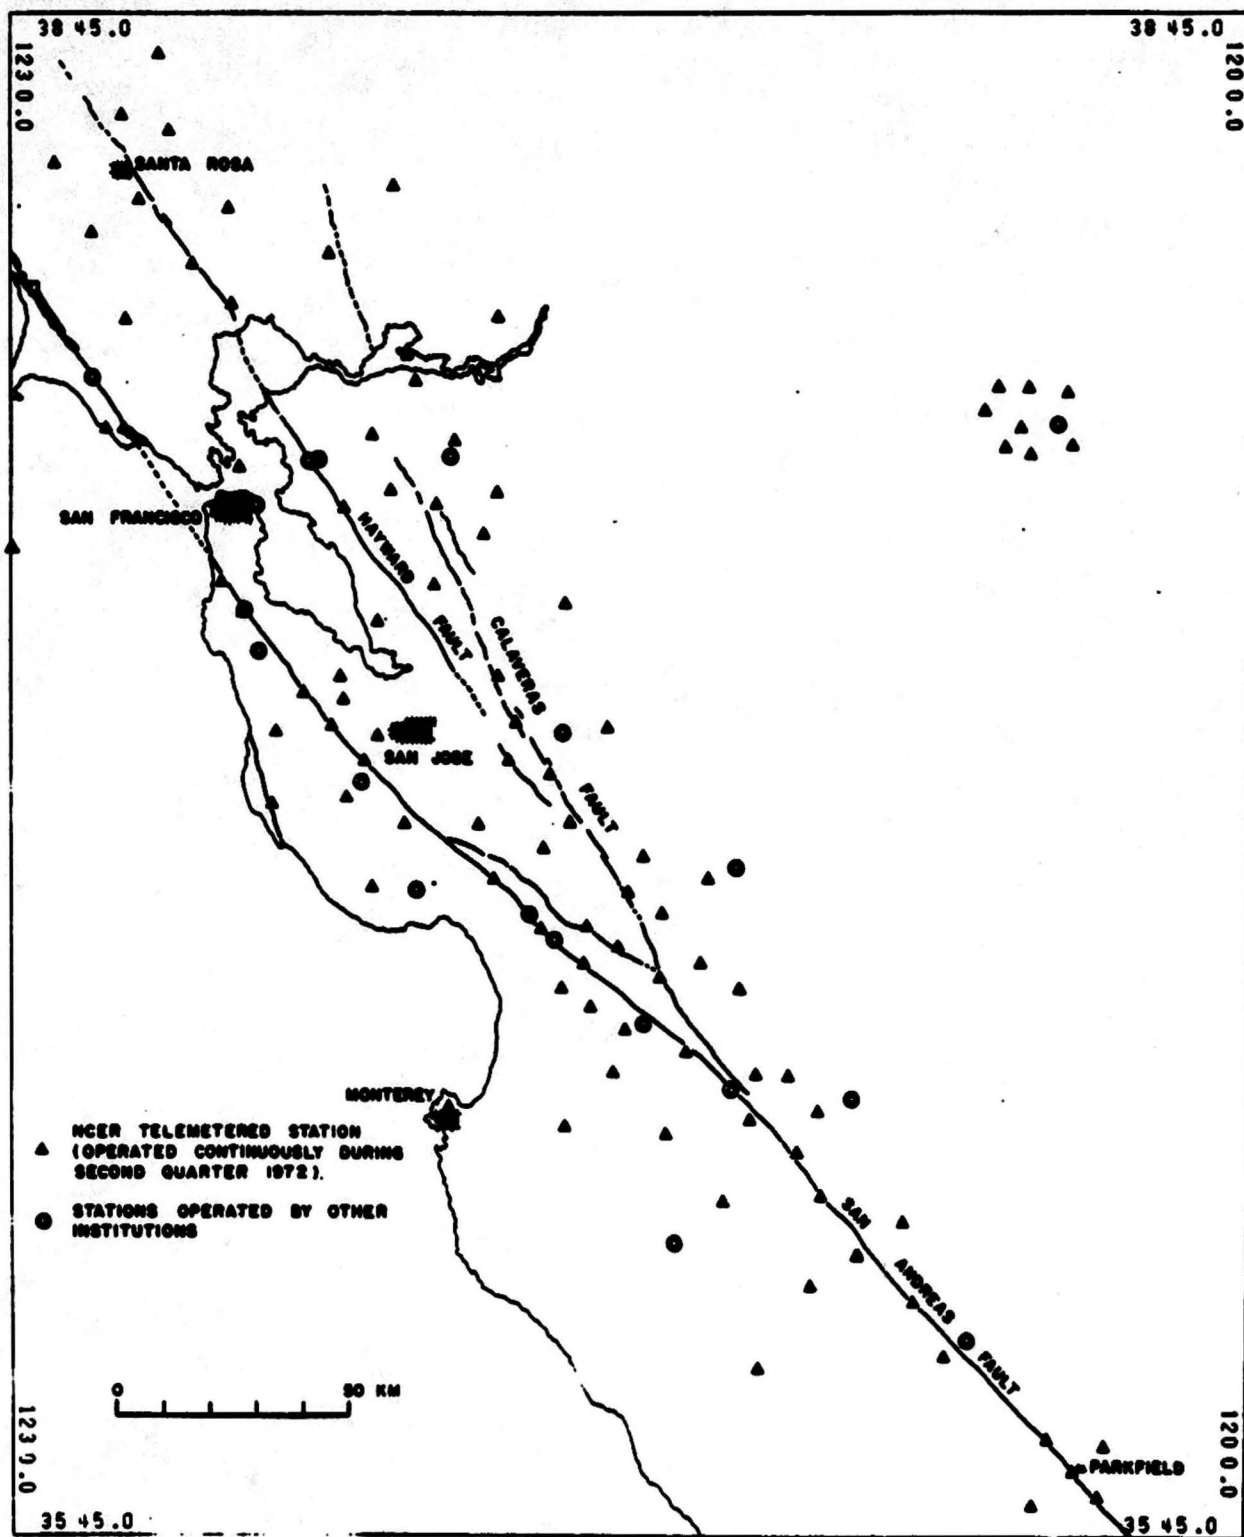 38 45.0
38 45.0
123 0.0
120 0.0
SANTA ROSA
SAN FRANCISCO
HAYWARD
FAULT
CALAVERAS
FAULT
SAN JOSE
MONTEREY
NCER TELEMETERED STATION
(OPERATED CONTINUOUSLY DURING
SECOND QUARTER 1972).
STATIONS OPERATED BY OTHER
INSTITUTIONS
SAN
ANDREAS
FAULT
0
50 KM
PARKFIELD
123 0.0
120 0.0
35 45.0
35 45.0